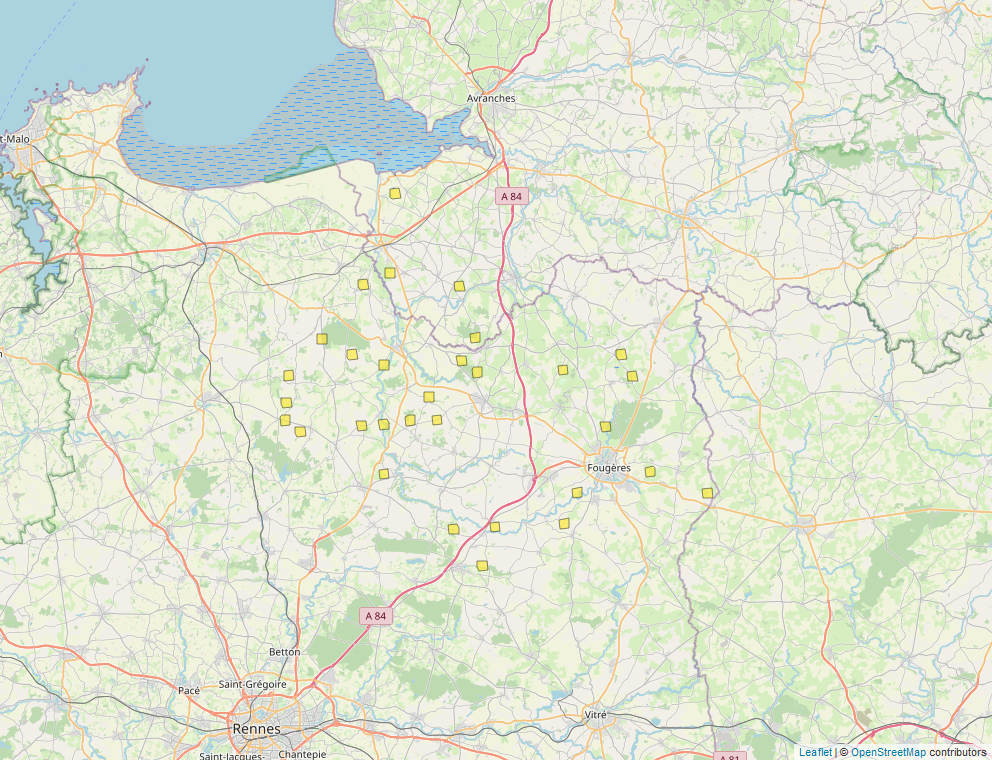 Avranches
t-Malo
A 84
Fougères
A 84
Betton
Saint-Grégoire
Pacé
Vitré
Rennes
Chantepie
Saint-Jacques-
A 81
Leaflet | © OpenStreetMap contributors